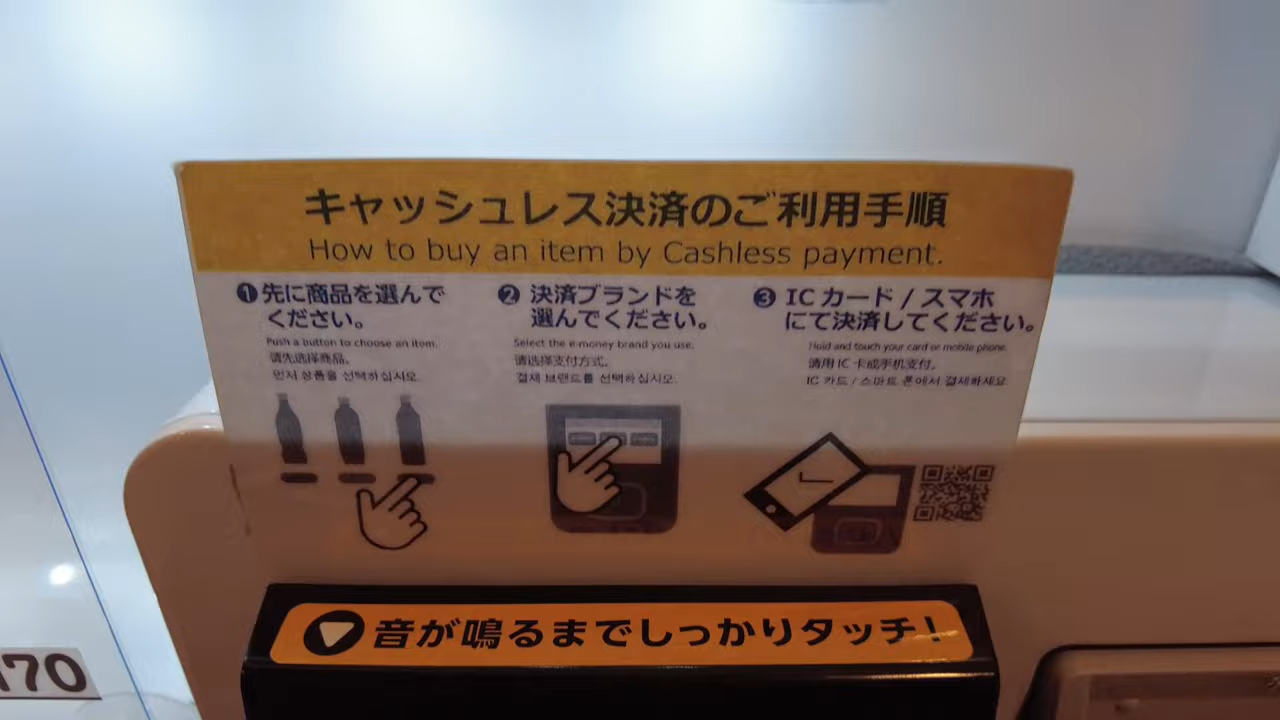 キャッシュレス決済のご利用手順
How to buy an item by Cashless payment.
❶先に商品を選んで
ください。
Push a button to choose an item.
请先选择商品。
먼저 상품을 선택하십시오.
❷ 決済ブランドを
選んでください。
Select the e-money brand you use.
请选择支付方式。
결제 브랜드를 선택하십시오.
❸ ICカード / スマホ
にて決済してください。
Hold and touch your card or mobile phone.
请用 IC 卡或手机支付。
IC 카드 / 스마트 폰에서 결제하세요
音が鳴るまでしっかりタッチ!
170